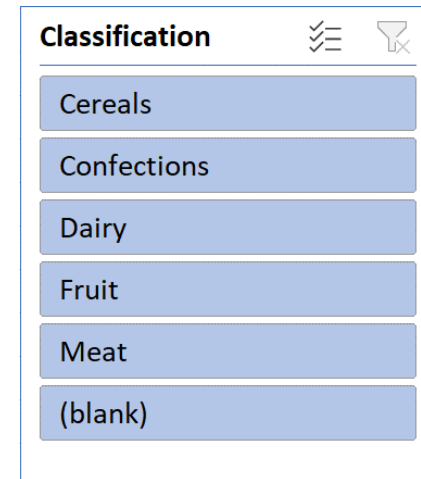 Classification
Cereals
Confections
Dairy
Fruit
Meat
(blank)